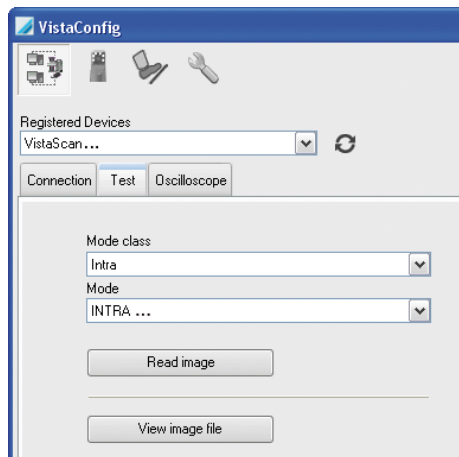 VistaConfig
Registered Devices
VistaScan...
Connection Test Oscilloscope
Mode class
Intra
Mode
INTRA ...
Read image
View image file